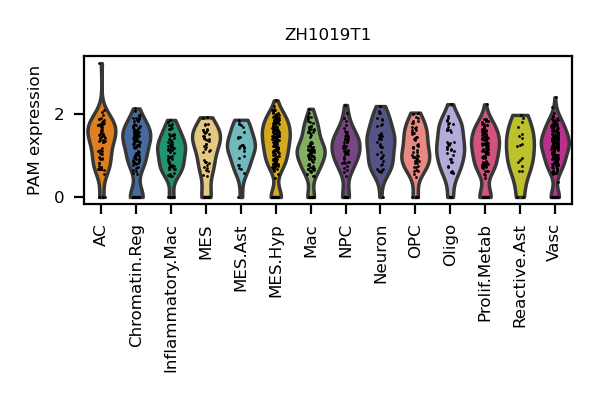 ZH1019T1
PAM expression
2
0
AC
Chromatin.Reg
Inflammatory.Mac
MES
MES.Ast
MES.Hyp
Mac
NPC
Neuron
OPC
Oligo
Prolif.Metab
Reactive.Ast
Vasc